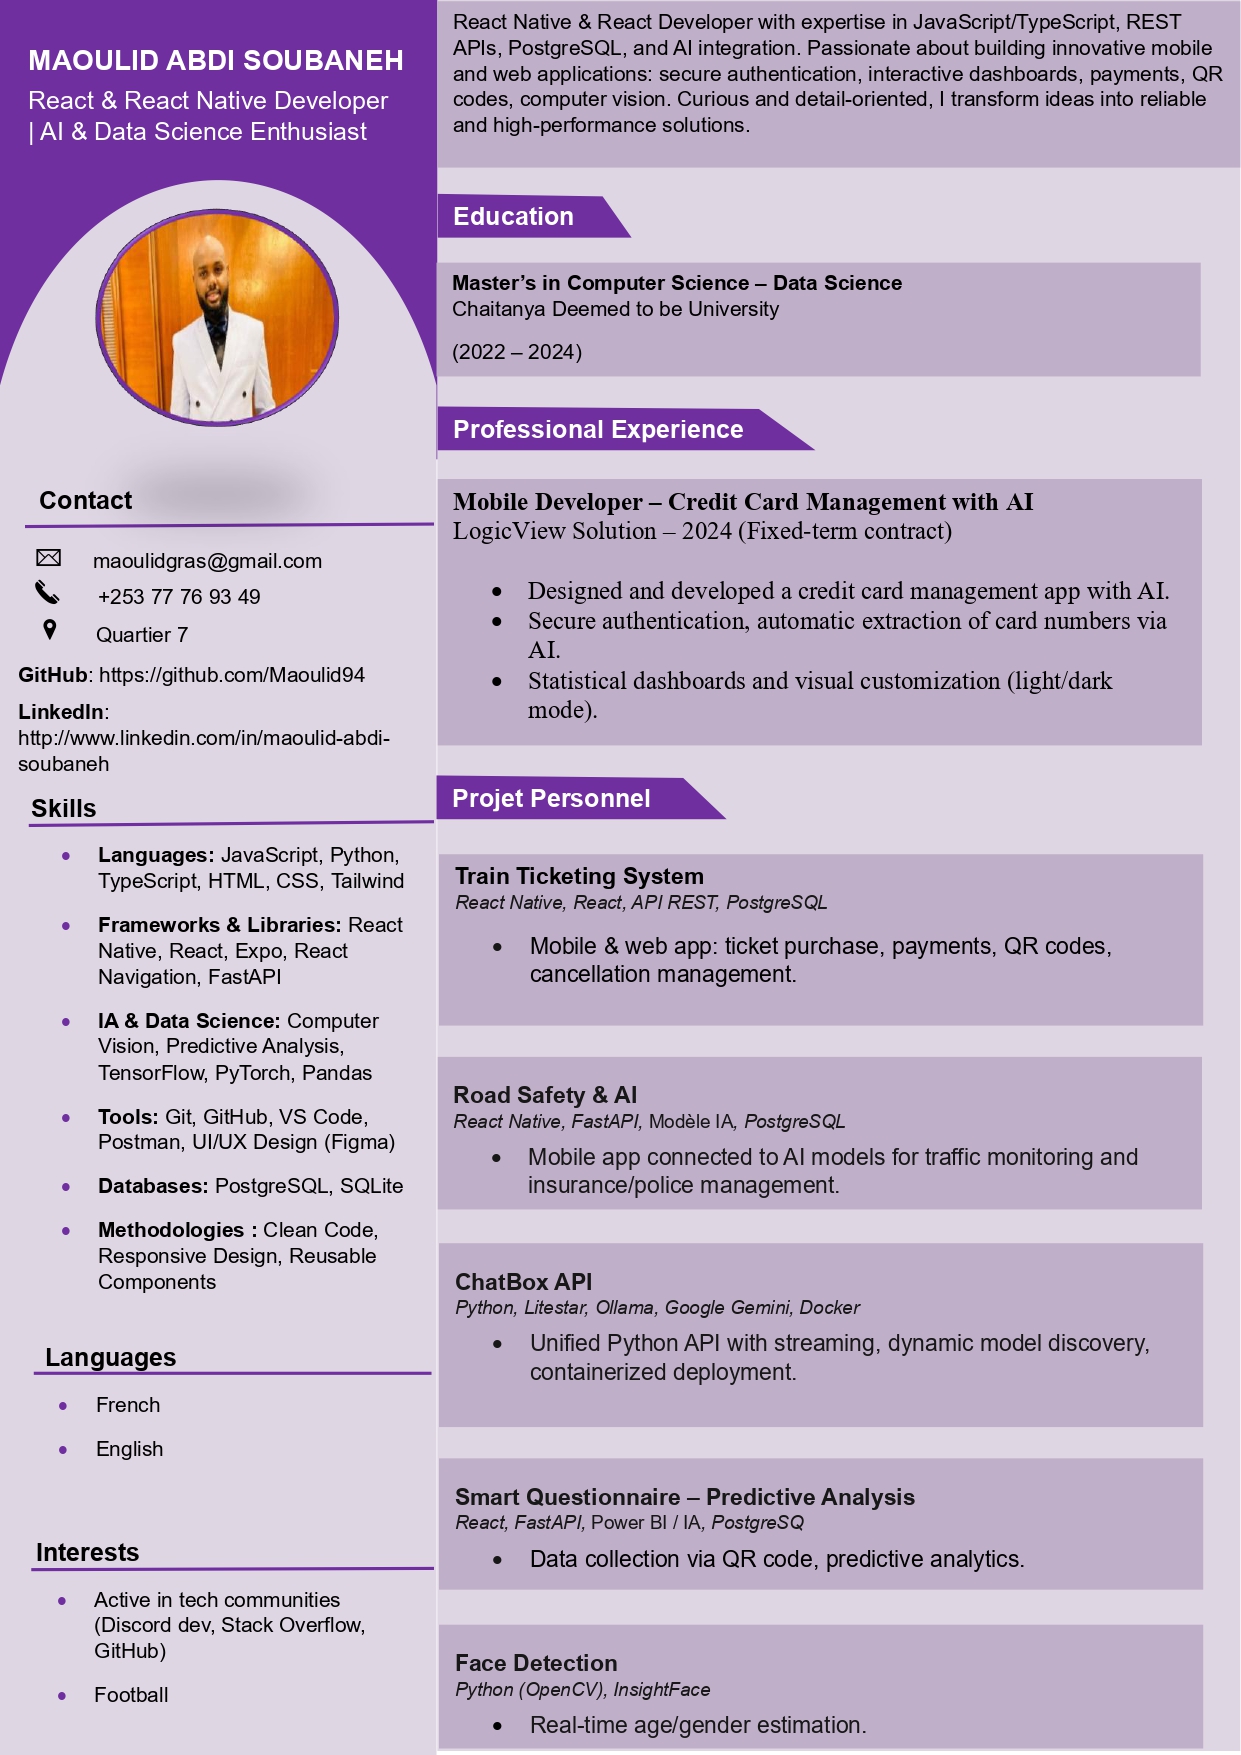 MAOULID ABDI SOUBANEH
React & React Native Developer
| AI & Data Science Enthusiast
Contact
maoulidgras@gmail.com
+253 77 76 93 49
Quartier 7
GitHub: https://github.com/Maoulid94
LinkedIn:
http://www.linkedin.com/in/maoulid-abdi-
soubaneh
Skills
• Languages: JavaScript, Python,
TypeScript, HTML, CSS, Tailwind
• Frameworks & Libraries: React
Native, React, Expo, React
Navigation, FastAPI
• IA & Data Science: Computer
Vision, Predictive Analysis,
TensorFlow, PyTorch, Pandas
• Tools: Git, GitHub, VS Code,
Postman, UI/UX Design (Figma)
• Databases: PostgreSQL, SQLite
• Methodologies : Clean Code,
Responsive Design, Reusable
Components
Languages
• French
• English
Interests
• Active in tech communities
(Discord dev, Stack Overflow,
GitHub)
• Football
React Native & React Developer with expertise in JavaScript/TypeScript, REST
APIs, PostgreSQL, and AI integration. Passionate about building innovative mobile
and web applications: secure authentication, interactive dashboards, payments, QR
codes, computer vision. Curious and detail-oriented, I transform ideas into reliable
and high-performance solutions.
Education
Master’s in Computer Science – Data Science
Chaitanya Deemed to be University
(2022 – 2024)
Professional Experience
Mobile Developer – Credit Card Management with AI
LogicView Solution – 2024 (Fixed-term contract)
• Designed and developed a credit card management app with AI.
• Secure authentication, automatic extraction of card numbers via
AI.
• Statistical dashboards and visual customization (light/dark
mode).
Projet Personnel
Train Ticketing System
React Native, React, API REST, PostgreSQL
• Mobile & web app: ticket purchase, payments, QR codes,
cancellation management.
Road Safety & AI
React Native, FastAPI, Modèle IA, PostgreSQL
• Mobile app connected to AI models for traffic monitoring and
insurance/police management.
ChatBox API
Python, Litestar, Ollama, Google Gemini, Docker
• Unified Python API with streaming, dynamic model discovery,
containerized deployment.
Smart Questionnaire – Predictive Analysis
React, FastAPI, Power BI / IA, PostgreSQ
• Data collection via QR code, predictive analytics.
Face Detection
Python (OpenCV), InsightFace
• Real-time age/gender estimation.